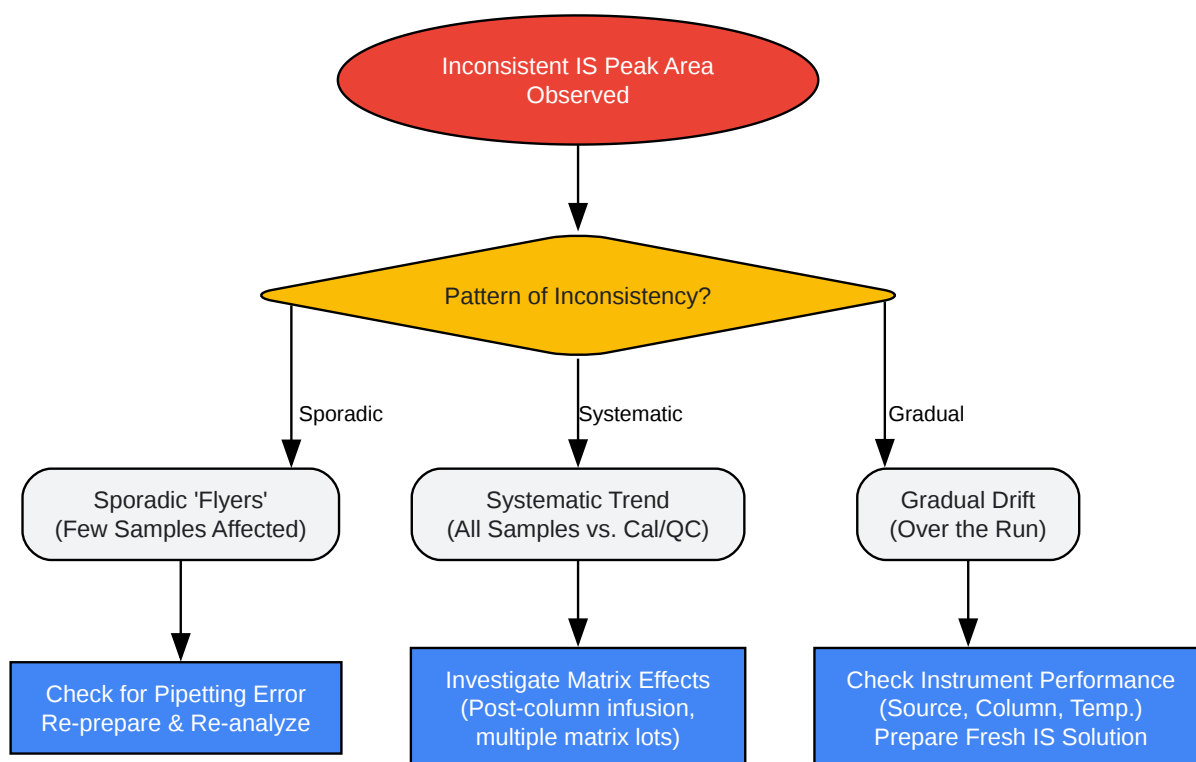 Inconsistent IS Peak Area
Observed
Pattern of Inconsistency?
Sporadic
Systematic
Gradual
Sporadic 'Flyers'
(Few Samples Affected)
Systematic Trend
(All Samples vs. Cal/QC)
Gradual Drift
(Over the Run)
Check for Pipetting Error
Re-prepare & Re-analyze
Investigate Matrix Effects
(Post-column infusion,
multiple matrix lots)
Check Instrument Performance
(Source, Column, Temp.)
Prepare Fresh IS Solution